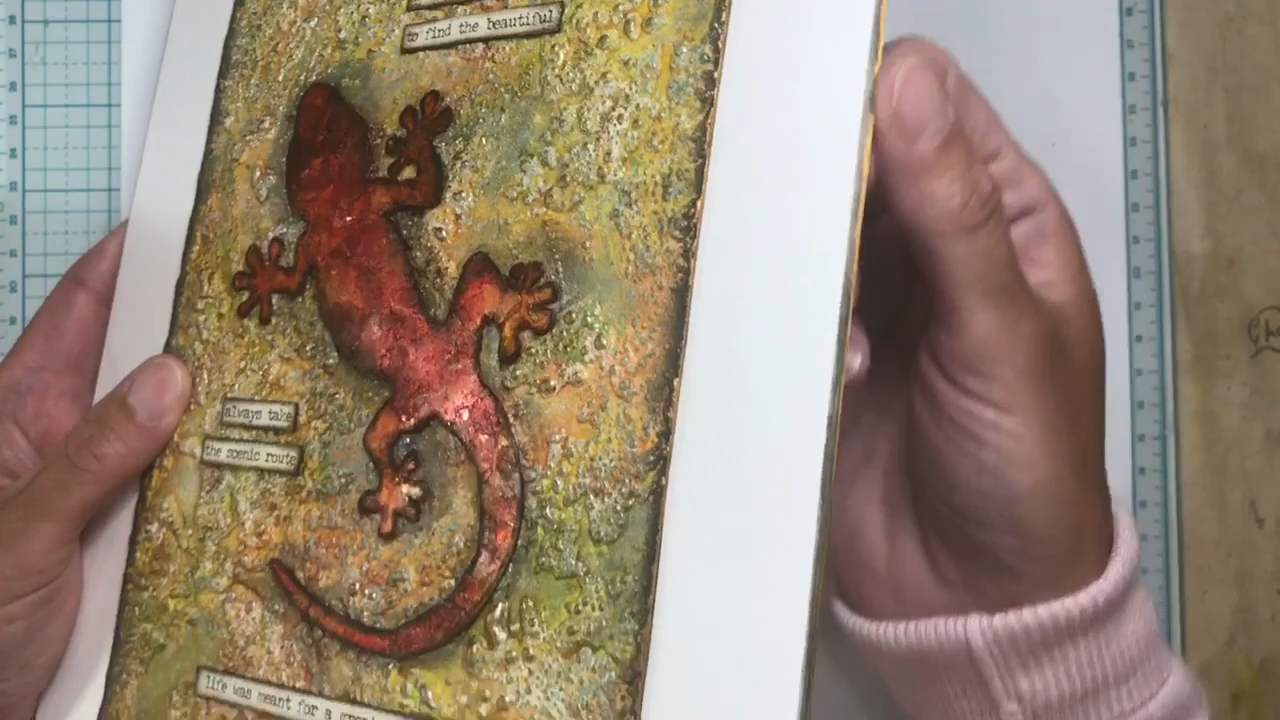 to find the beautiful
always take
the scenic route
life was meant for a